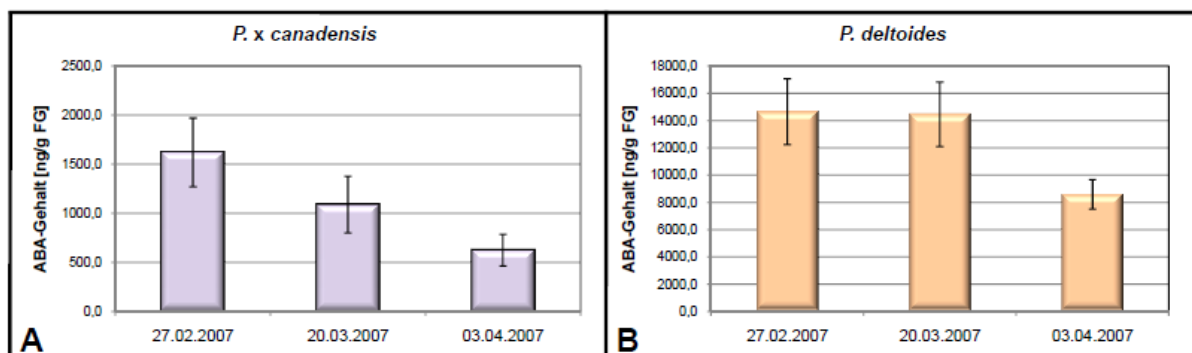 P. x canadensis
ABA-Gehalt [ng/g FG]
2500,0
2000,0
1500,0
1000,0
500,0
0,0
27.02.2007 20.03.2007 03.04.2007
A
P. deltoides
ABA-Gehalt [ng/g FG]
18000,0
16000,0
14000,0
12000,0
10000,0
8000,0
6000,0
4000,0
2000,0
0,0
27.02.2007 20.03.2007 03.04.2007
B